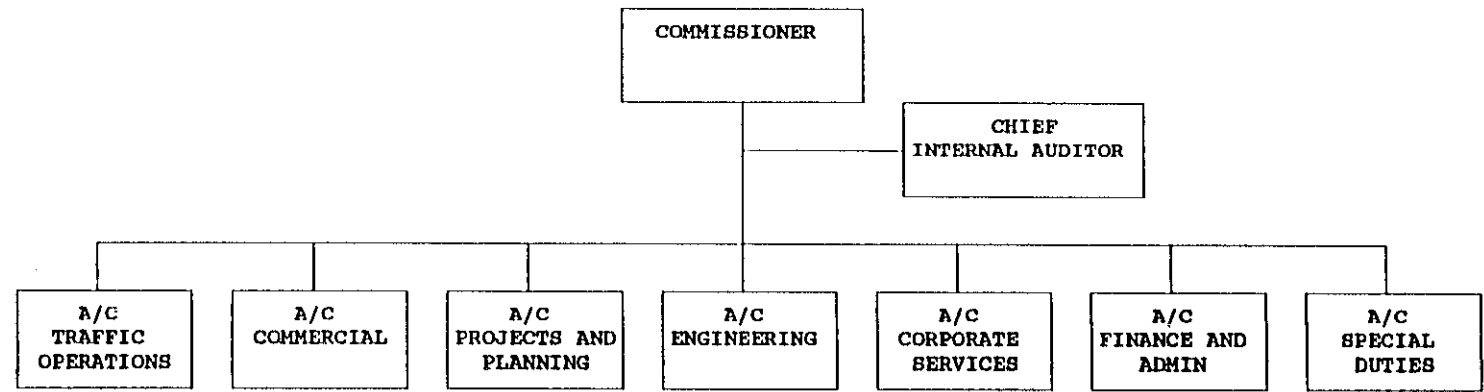 COMMISSIONER
CHIEF
INTERNAL AUDITOR
A/C
TRAFFIC
OPERATIONS
A/C
COMMERCIAL
A/C
PROJECTS AND
PLANNING
A/C
ENGINEERING
A/C
CORPORATE
SERVICES
A/C
FINANCE AND
ADMIN
A/C
SPECIAL
DUTIES